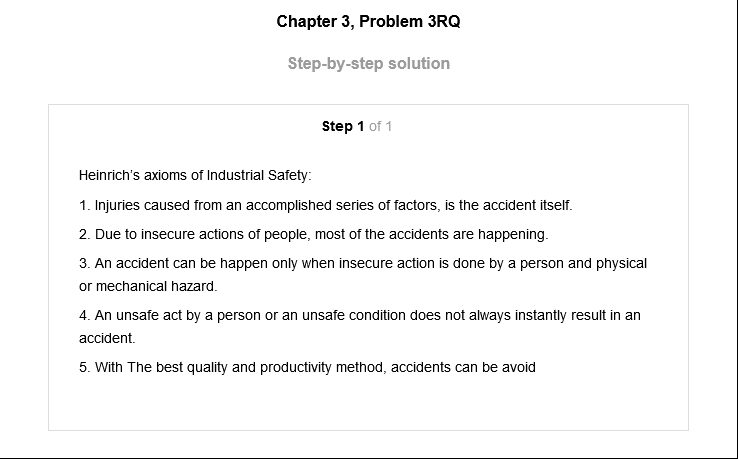 Chapter 3, Problem 3RQ
Step-by-step solution
Step 1 of 1
Heinrich's axioms of Industrial Safety:
1. Injuries caused from an accomplished series of factors, is the accident itself.
2. Due to insecure actions of people, most of the accidents are happening.
3. An accident can be happen only when insecure action is done by a person and physical
or mechanical hazard.
4. An unsafe act by a person or an unsafe condition does not always instantly result in an
accident.
5. With The best quality and productivity method, accidents can be avoid